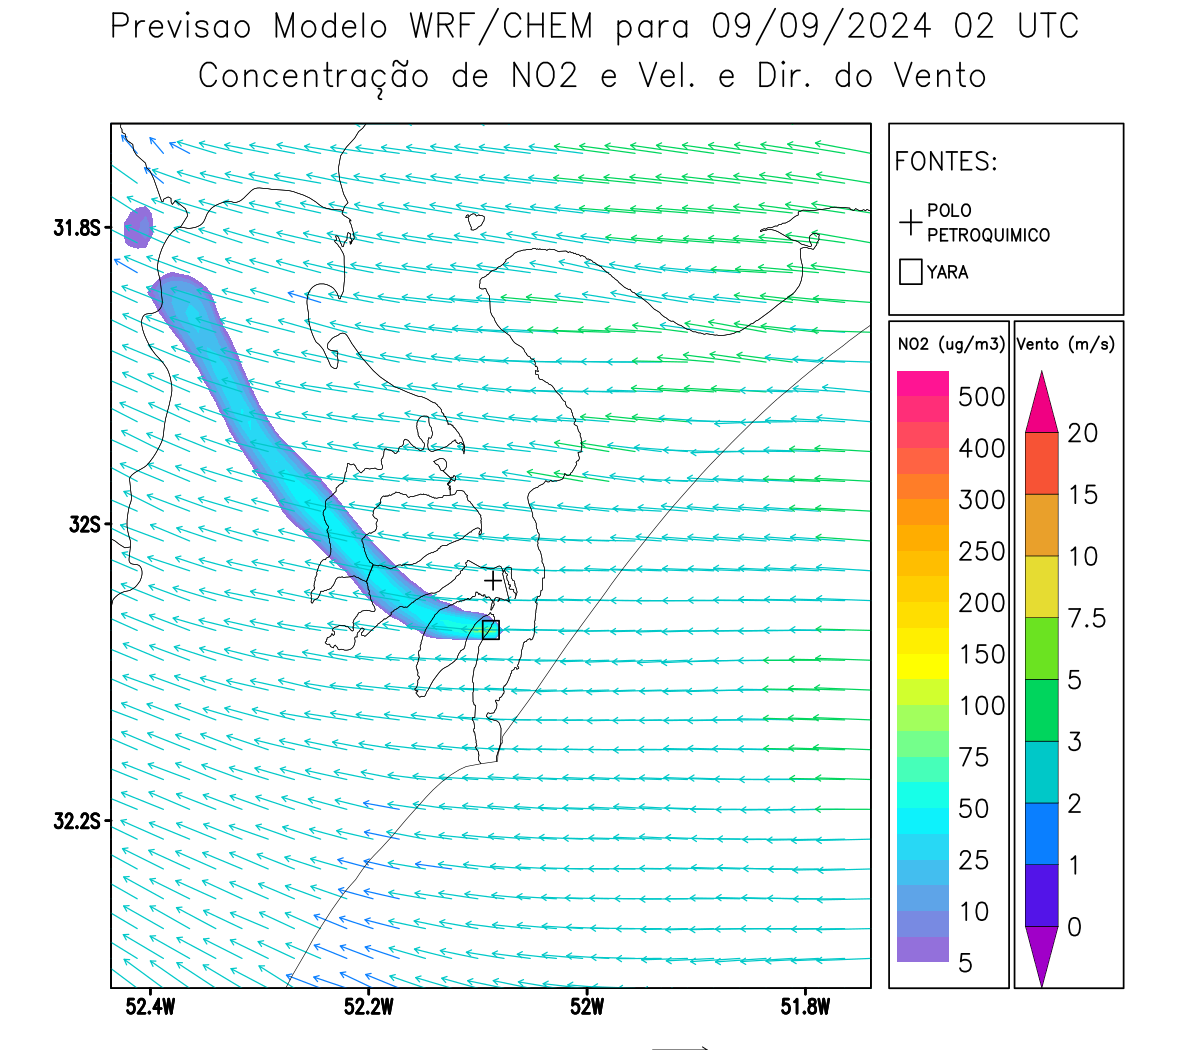 Previsao Modelo WRF/CHEM para 09/09/2024 02 UTC
Concentração de NO2 e Vel. e Dir. do Vento
FONTES:
POLO
PETROQUIMICO
YARA
NO2 (ug/m3)
500
400
300
250
200
150
100
75
50
25
10
5
Vento (m/s)
20
15
10
7.5
5
3
2
1
0
31.8S
32S
32.2S
52.4W
52.2W
52W
51.8W